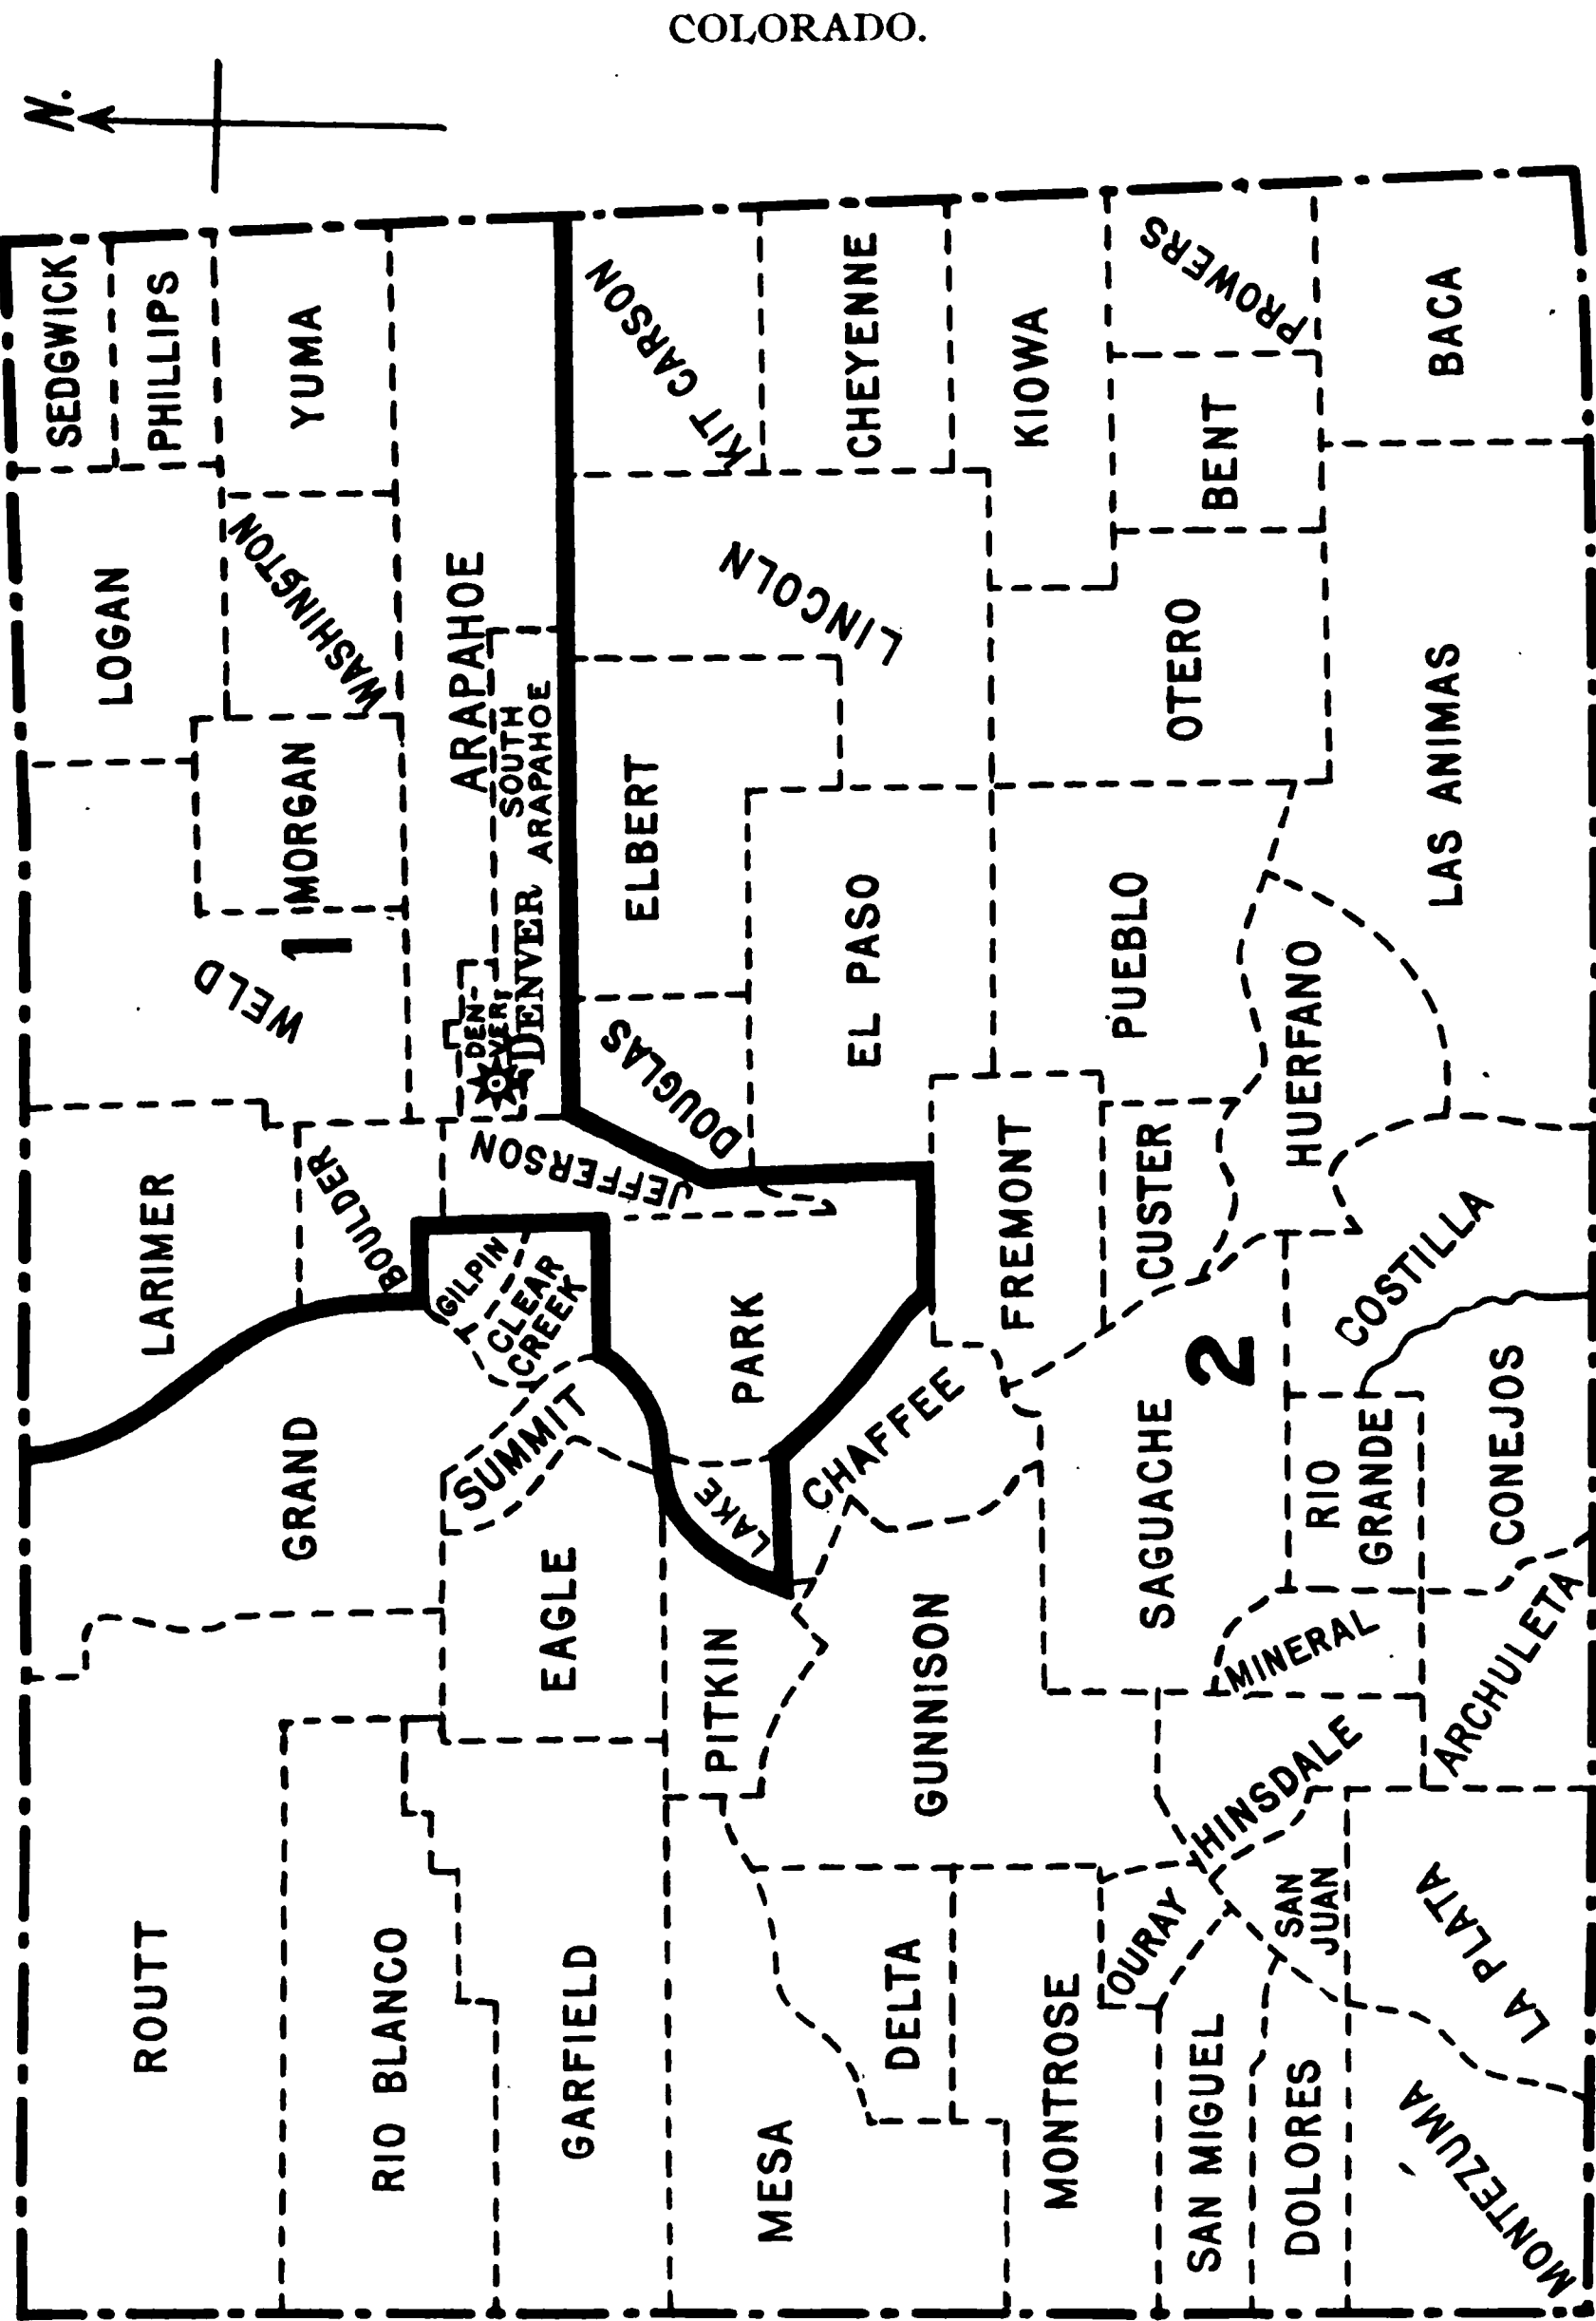 COLORADO.
N.
SEDGWICK
PHILLIPS
YUMA
LOGAN
WASHINGTON
MORGAN
WELD
1
ARAPAHOE
SOUTH
ARAPAHOE
DEN-
VER
DENVER
LARIMER
BOULDER
JEFFERSON
GILPIN
CLEAR
CREEK
KIT CARSON
CHEYENNE
KIOWA
PROWERS
BENT
BACA
LINCOLN
ELBERT
DOUGLAS
EL PASO
OTERO
LAS ANIMAS
PUEBLO
HUERFANO
FREMONT
CUSTER
PARK
LAKE
CHAFFEE
2
COSTILLA
GRAND
SUMMIT
EAGLE
PITKIN
GUNNISON
SAGUACHE
RIO
GRANDE
CONEJOS
MINERAL
ARCHULETA
HINSDALE
ROUTT
RIO BLANCO
GARFIELD
MESA
DELTA
MONTROSE
OURAY
SAN
JUAN
SAN MIGUEL
DOLORES
LA PLATA
MONTEZUMA